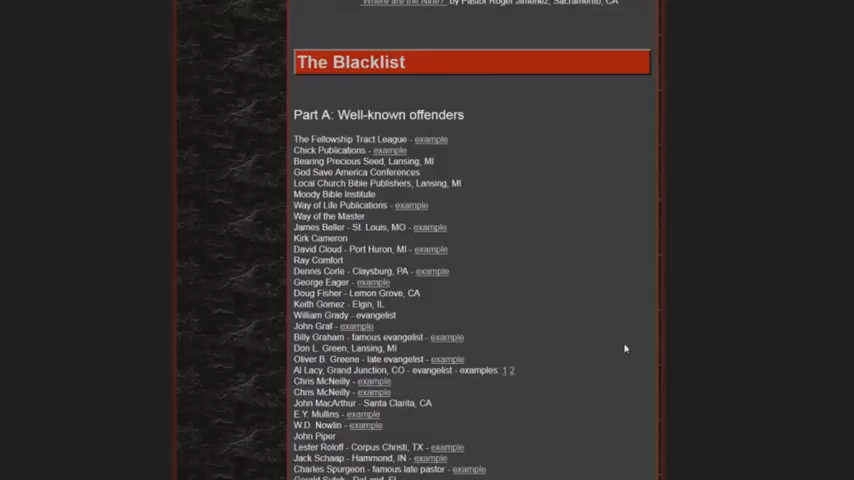 "Where are the Nine?" by Pastor Roger Jimenez, Sacramento, CA
The Blacklist
Part A: Well-known offenders
The Fellowship Tract League - example
Chick Publications - example
Bearing Precious Seed, Lansing, MI
God Save America Conferences
Local Church Bible Publishers, Lansing, MI
Moody Bible Institute
Way of Life Publications - example
Way of the Master
James Beller - St. Louis, MO - example
Kirk Cameron
David Cloud - Port Huron, MI - example
Ray Comfort
Dennis Corle - Claysburg, PA - example
George Eager - example
Doug Fisher - Lemon Grove, CA
Keith Gomez - Elgin, IL
William Grady - evangelist
John Graf - example
Billy Graham - famous evangelist - example
Don L. Green, Lansing, MI
Oliver B. Greene - late evangelist - example
Al Lacy, Grand Junction, CO - evangelist - examples: 1 2
Chris McNeilly - example
Chris McNeilly - example
John MacArthur - Santa Clarita, CA
E.Y. Mullins - example
W.D. Nowlin - example
John Piper
Lester Roloff - Corpus Christi, TX - example
Jack Schaap - Hammond, IN - example
Charles Spurgeon - famous late pastor - example